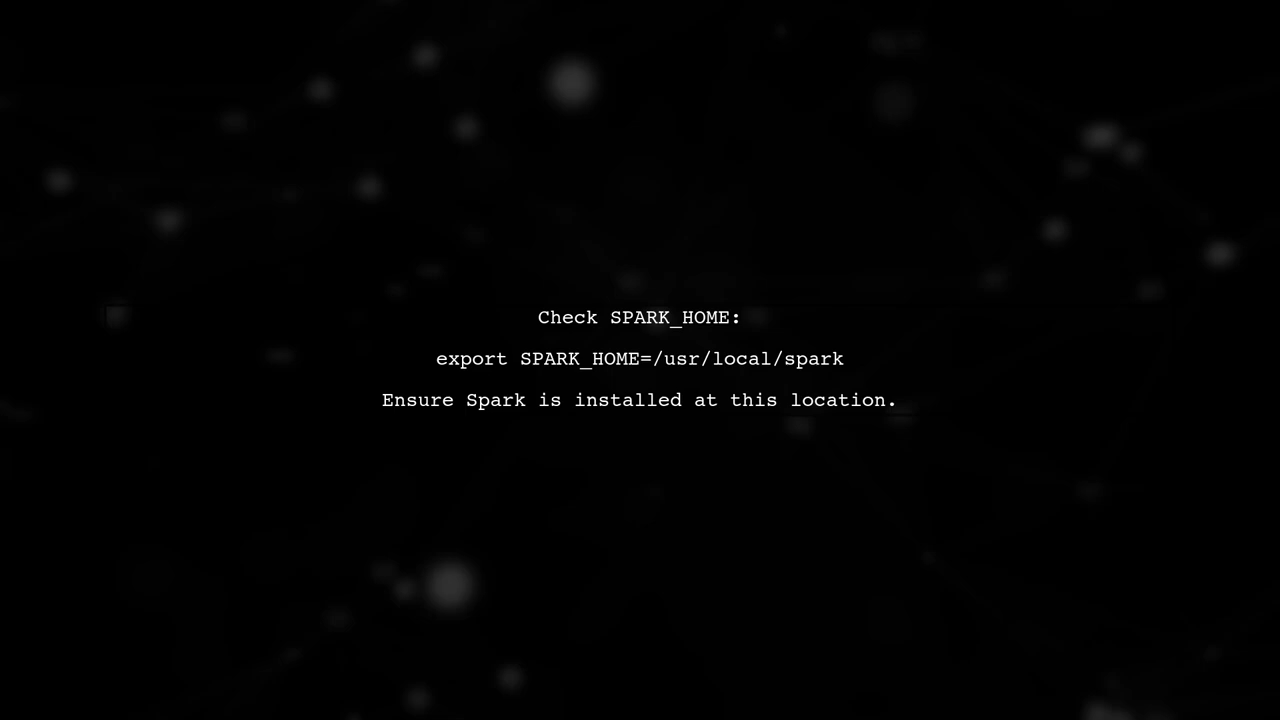 Check SPARK_HOME:
export SPARK_HOME=/usr/local/spark
Ensure Spark is installed at this location.